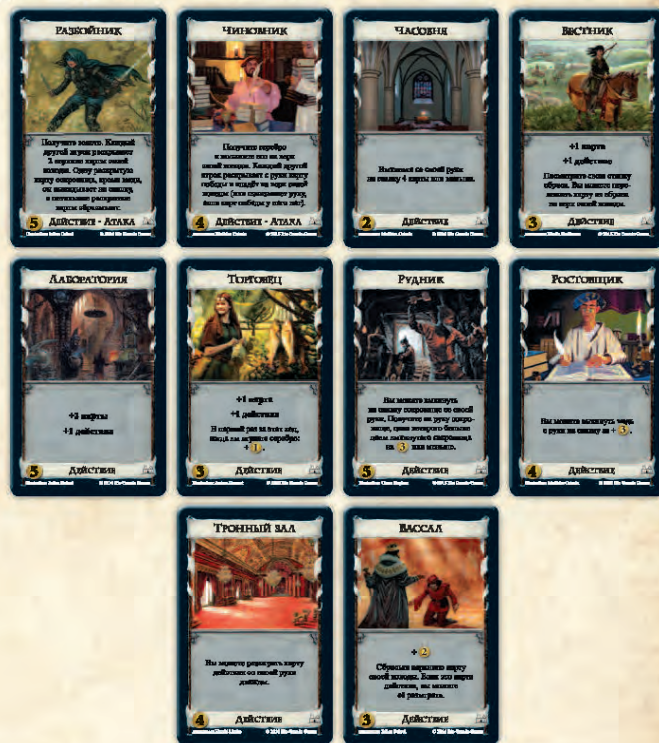 Разбойник
Получите золото. Каждый
другой игрок раскрывает
2 верхние карты своей
колоды. Одну раскрытую
карту сокровища, кроме меди,
он выкидывает на свалку,
а остальные раскрытые
карты сбрасывает.
5 Действие - Атака
Чиновник
Получите серебро
и положите его на верх
своей колоды. Каждый другой
игрок раскрывает с руки карту
победы и кладёт на верх своей
колоды (или раскрывает руку,
если карт победы у него нет).
4 Действие - Атака
Часовня
Выкиньте со своей руки
на свалку 4 карты или меньше.
2 Действие
Вестник
+1 карта
+1 действие
Посмотрите свою стопку
сброса. Вы можете переложить карту из сброса
на верх своей колоды.
3 Действие
Лаборатория
+2 карты
+1 действие
5 Действие
Торговец
+1 карта
+1 действие
В первый раз за этот ход,
когда вы играете серебро:
+ 1.
3 Действие
Рудник
Вы можете выкинуть
на свалку сокровище со своей
руки. Получите на руку сокро-
вище, цена которого больше
цены выкинутого сокровища
на 3 или меньше.
5 Действие
Ростовщик
Вы можете выкинуть медь
с руки на свалку за + 3.
4 Действие
Тронный зал
Вы можете разыграть карту
действия со своей руки
дважды.
4 Действие
Вассал
+ 2
Сбросьте верхнюю карту
своей колоды. Если это карта
действия, вы можете
её разыграть.
3 Действие